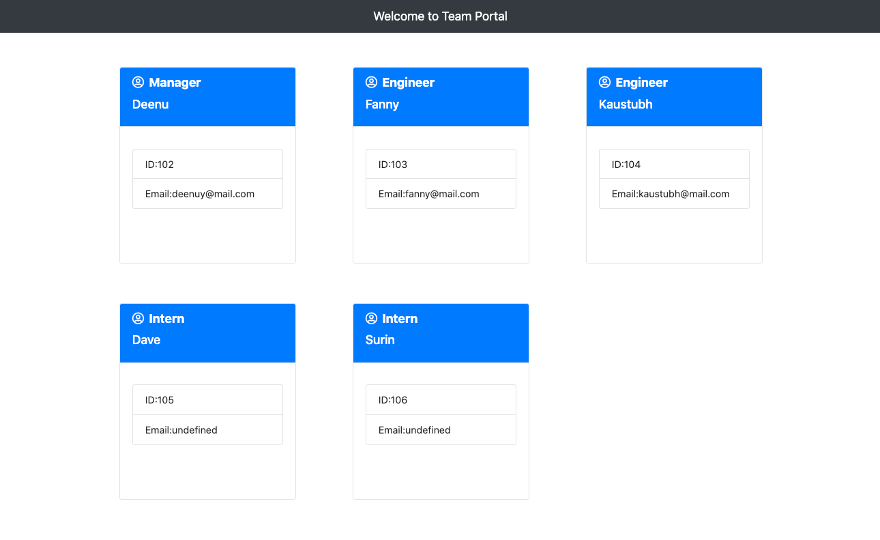 Welcome to Team Portal
Manager
Deenu
ID:102
Email:deenuy@mail.com
Engineer
Fanny
ID:103
Email:fanny@mail.com
Engineer
Kaustubh
ID:104
Email:kaustubh@mail.com
Intern
Dave
ID:105
Email:undefined
Intern
Surin
ID:106
Email:undefined